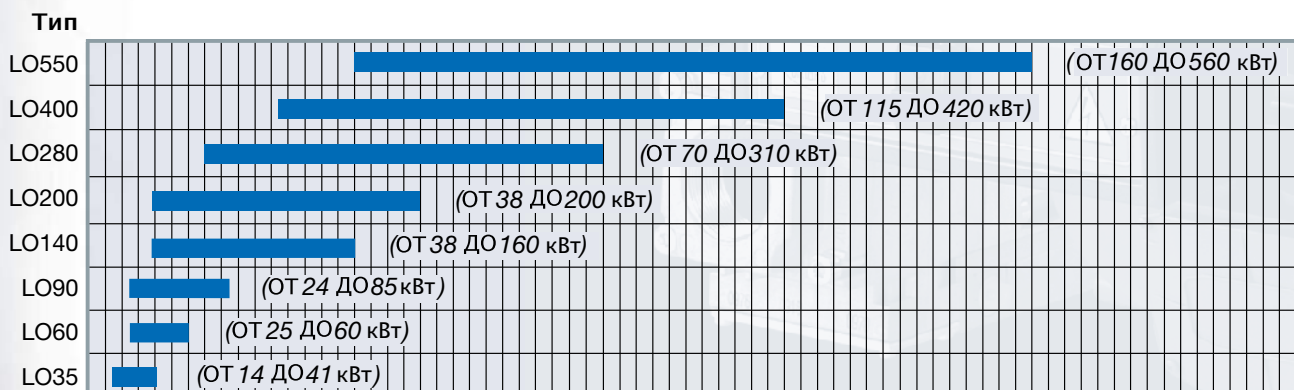 Тип
LO550 (ОТ 160 ДО 560 кВт)
LO400 (ОТ 115 ДО 420 кВт)
LO280 (ОТ 70 ДО 310 кВт)
LO200 (ОТ 38 ДО 200 кВт)
LO140 (ОТ 38 ДО 160 кВт)
LO90 (ОТ 24 ДО 85 кВт)
LO60 (ОТ 25 ДО 60 кВт)
LO35 (ОТ 14 ДО 41 кВт)